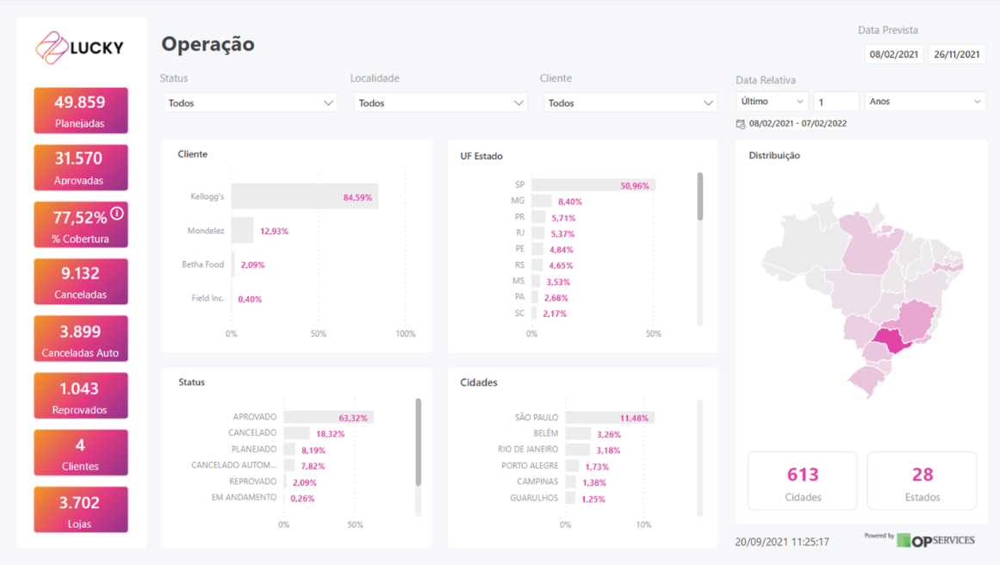 LUCKY
49.859
Planejadas
31.570
Aprovadas
77,52%
% Cobertura
9.132
Canceladas
3.899
Canceladas Auto
1.043
Reprovados
4
Clientes
3.702
Lojas
Operação
Status
Todos
Localidade
Todos
Cliente
Todos
Data Prevista
08/02/2021 26/11/2021
Data Relativa
Último 1 Anos
08/02/2021 - 07/02/2022
Cliente
Kellogg's 84,59%
Mondelez 12,93%
Betha Food 2,09%
Field Inc. 0,40%
0% 50% 100%
UF Estado
SP 50,96%
MG 8,40%
PR 5,71%
RJ 5,37%
PE 4,84%
RS 4,65%
MS 3,53%
PA 2,68%
SC 2,17%
0% 50%
Status
APROVADO 63,32%
CANCELADO 18,32%
PLANEJADO 8,19%
CANCELADO AUTOM... 7,82%
REPROVADO 2,09%
EM ANDAMENTO 0,26%
0% 50%
Cidades
SÃO PAULO 11,48%
BELÉM 3,26%
RIO DE JANEIRO 3,18%
PORTO ALEGRE 1,73%
CAMPINAS 1,38%
GUARULHOS 1,25%
0% 10%
Distribuição
613
Cidades
28
Estados
20/09/2021 11:25:17
Powered by OPSERVICES